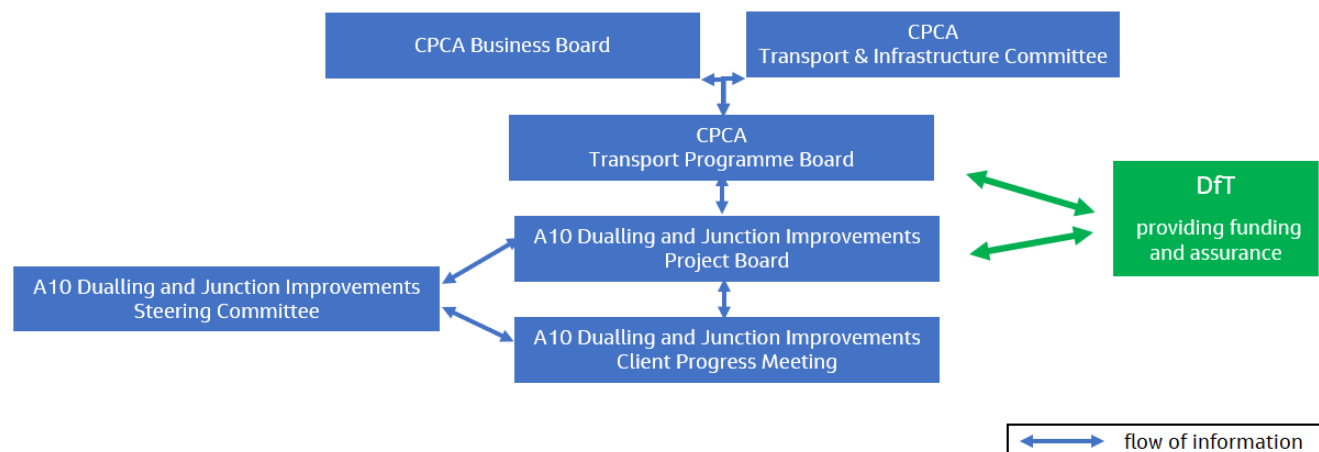 CPCA Business Board
CPCA
Transport & Infrastructure Committee
CPCA
Transport Programme Board
DfT
providing funding
and assurance
A10 Dualling and Junction Improvements
Project Board
A10 Dualling and Junction Improvements
Steering Committee
A10 Dualling and Junction Improvements
Client Progress Meeting
flow of information